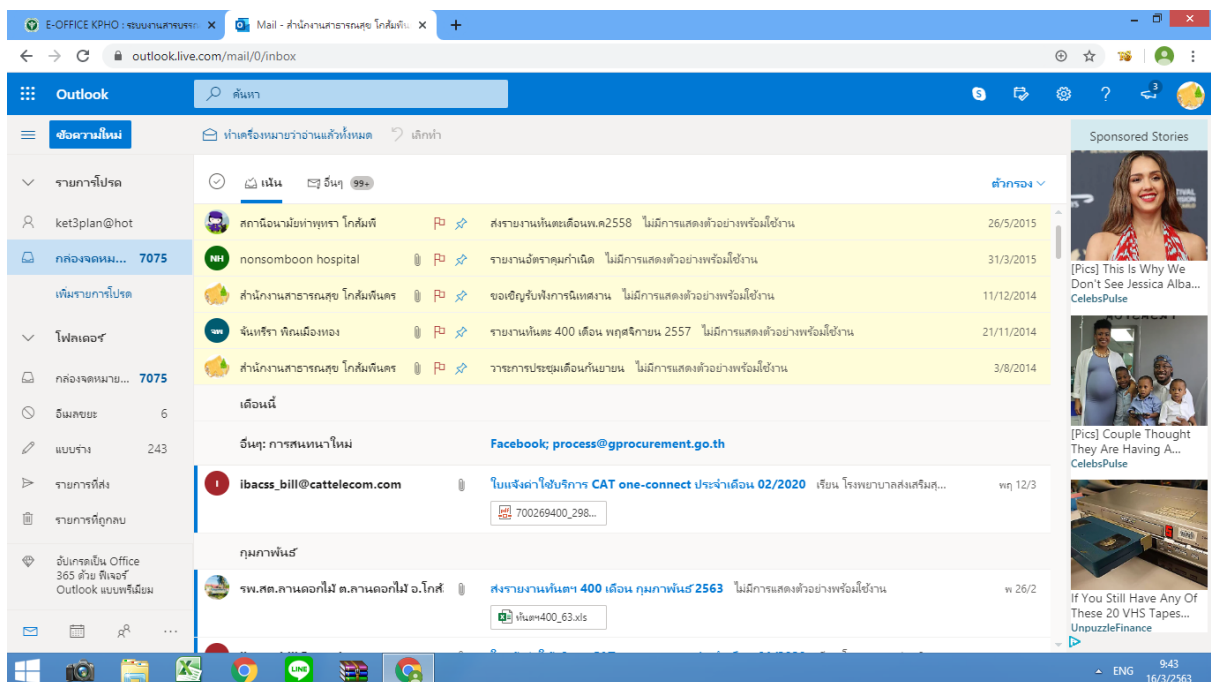 E-OFFICE KPHO : ระบบงานสารบรรณ
Mail - สำนักงานสาธารณสุข โกสัมพีน
outlook.live.com/mail/0/inbox
Outlook
ค้นหา
3
ข้อความใหม่
ทำเครื่องหมายว่าอ่านแล้วทั้งหมด
เลิกทำ
รายการโปรด
ket3plan@hot
กล่องจดหม... 7075
เพิ่มรายการโปรด
โฟลเดอร์
กล่องจดหมาย... 7075
อีเมลขยะ 6
แบบร่าง 243
รายการที่ส่ง
รายการที่ถูกลบ
อัปเกรดเป็น Office
365 ด้วย ฟีเจอร์
Outlook แบบพรีเมียม
เน้น
อื่นๆ 99+
ตัวกรอง
สถานีอนามัยท่าพุทรา โกสัมพี ส่งรายงานทันตะเดือนพ.ค2558 ไม่มีการแสดงตัวอย่างพร้อมใช้งาน 26/5/2015
NH nonsomboon hospital รายงานอัตราคุมกำเนิด ไม่มีการแสดงตัวอย่างพร้อมใช้งาน 31/3/2015
สำนักงานสาธารณสุข โกสัมพีนคร ขอเชิญรับฟังการนิเทศงาน ไม่มีการแสดงตัวอย่างพร้อมใช้งาน 11/12/2014
จันทรีรา พิณเมืองทอง รายงานทันตะ 400 เดือน พฤศจิกายน 2557 ไม่มีการแสดงตัวอย่างพร้อมใช้งาน 21/11/2014
สำนักงานสาธารณสุข โกสัมพีนคร วาระการประชุมเดือนกันยายน ไม่มีการแสดงตัวอย่างพร้อมใช้งาน 3/8/2014
เดือนนี้
อื่นๆ: การสนทนาใหม่ Facebook; process@gprocurement.go.th
I ibacss_bill@cattelecom.com ใบแจ้งค่าใช้บริการ CAT one-connect ประจำเดือน 02/2020 เรียน โรงพยาบาลส่งเสริมสุ... พฤ 12/3
700269400_298...
กุมภาพันธ์
รพ.สต.ลานดอกไม้ ต.ลานดอกไม้ อ.โกสั ส่งรายงานทันตฯ 400 เดือน กุมภาพันธ์ 2563 ไม่มีการแสดงตัวอย่างพร้อมใช้งาน พ 26/2
ทันตฯ400_63.xls
Sponsored Stories
[Pics] This Is Why We
Don't See Jessica Alba...
CelebsPulse
[Pics] Couple Thought
They Are Having A...
CelebsPulse
If You Still Have Any Of
These 20 VHS Tapes...
UnpuzzleFinance
LINE
ENG
9:43
16/3/2563